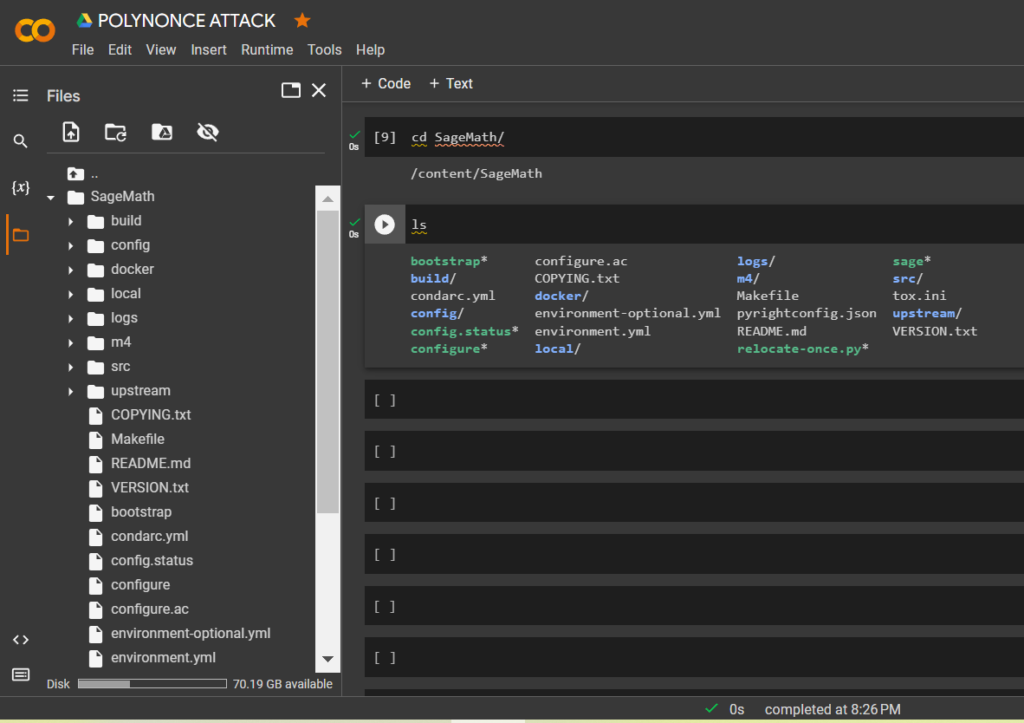 POLYNONCE ATTACK
File Edit View Insert Runtime Tools Help
Files
+ Code + Text
..
SageMath
build
config
docker
local
logs
m4
src
upstream
COPYING.txt
Makefile
README.md
VERSION.txt
bootstrap
condarc.yml
config.status
configure
configure.ac
environment-optional.yml
environment.yml
Disk 70.19 GB available
{x}
<>
0s [9] cd SageMath/
/content/SageMath
0s ls
bootstrap* configure.ac logs/ sage*
build/ COPYING.txt m4/ src/
condarc.yml docker/ Makefile tox.ini
config/ environment-optional.yml pyrightconfig.json upstream/
config.status* environment.yml README.md VERSION.txt
configure* local/ relocate-once.py*
[ ]
[ ]
[ ]
[ ]
[ ]
[ ]
0s completed at 8:26 PM